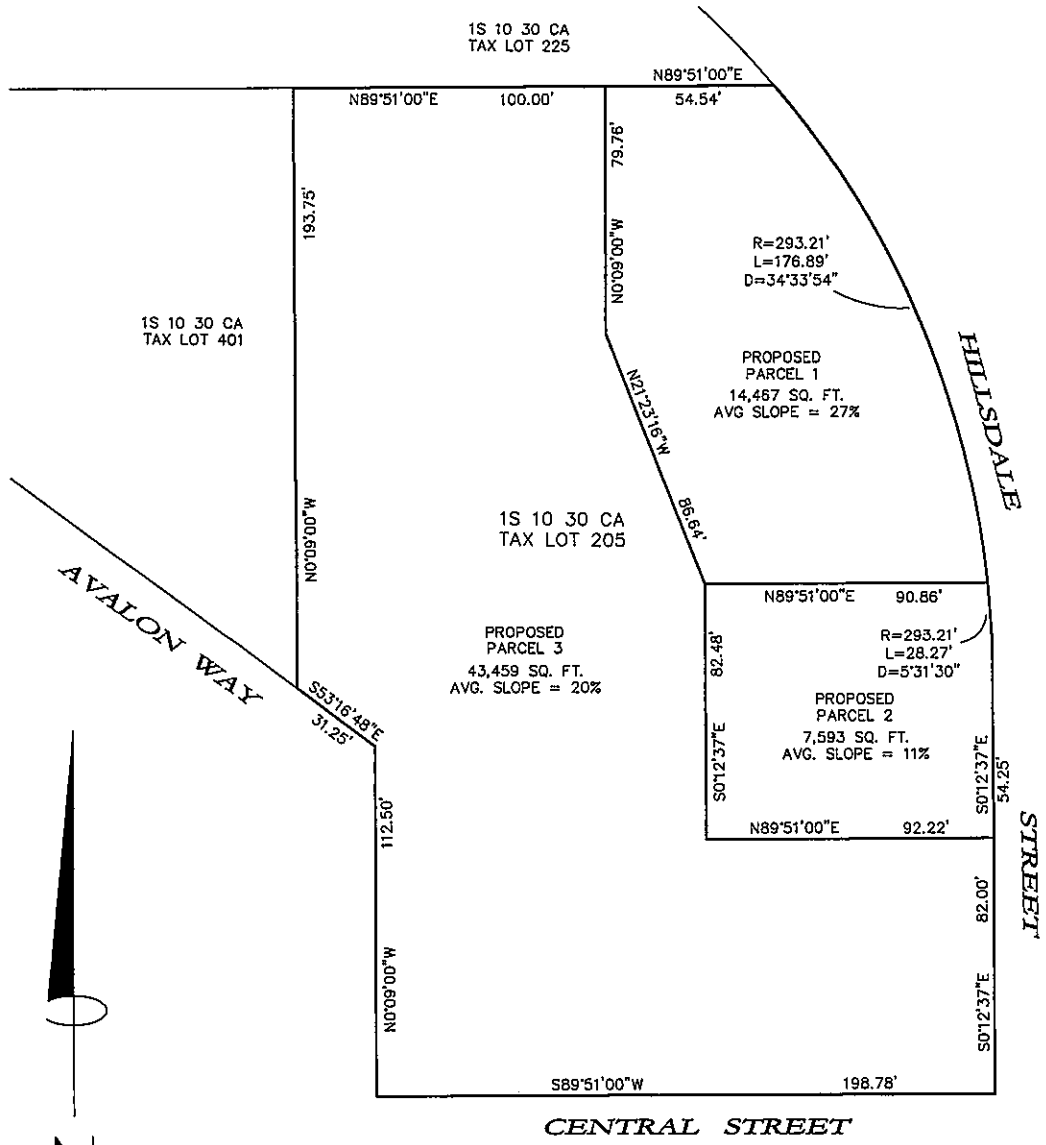 1S 10 30 CA
TAX LOT 225
N89°51'00"E
N89°51'00"E 100.00'
54.54'
79.76'
N0°09'00"W
193.75'
N0°09'00"W
R=293.21'
L=176.89'
D=34°33'54"
1S 10 30 CA
TAX LOT 401
HILLSDALE
PROPOSED
PARCEL 1
14,467 SQ. FT.
AVG SLOPE = 27%
N21°23'16"W
86.64'
1S 10 30 CA
TAX LOT 205
AVALON WAY
N89°51'00"E 90.86'
PROPOSED
PARCEL 3
43,459 SQ. FT.
AVG. SLOPE = 20%
R=293.21'
L=28.27'
D=5°31'30"
82.48'
S0°12'37"E
PROPOSED
PARCEL 2
7,593 SQ. FT.
AVG. SLOPE = 11%
S53°16'48"E
31.25'
S0°12'37"E
54.25'
N89°51'00"E 92.22'
112.50'
N0°09'00"W
STREET
82.00'
S0°12'37"E
S89°51'00"W 198.78'
CENTRAL STREET